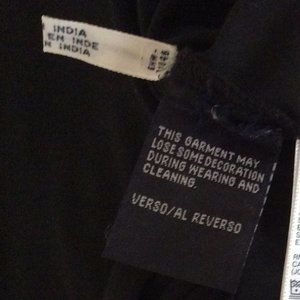 INDIA
EN INDE
N INDIA
THIS GARMENT MAY
LOSE SOME DECORATION
DURING WEARING AND
CLEANING.
VERSO/AL REVERSO